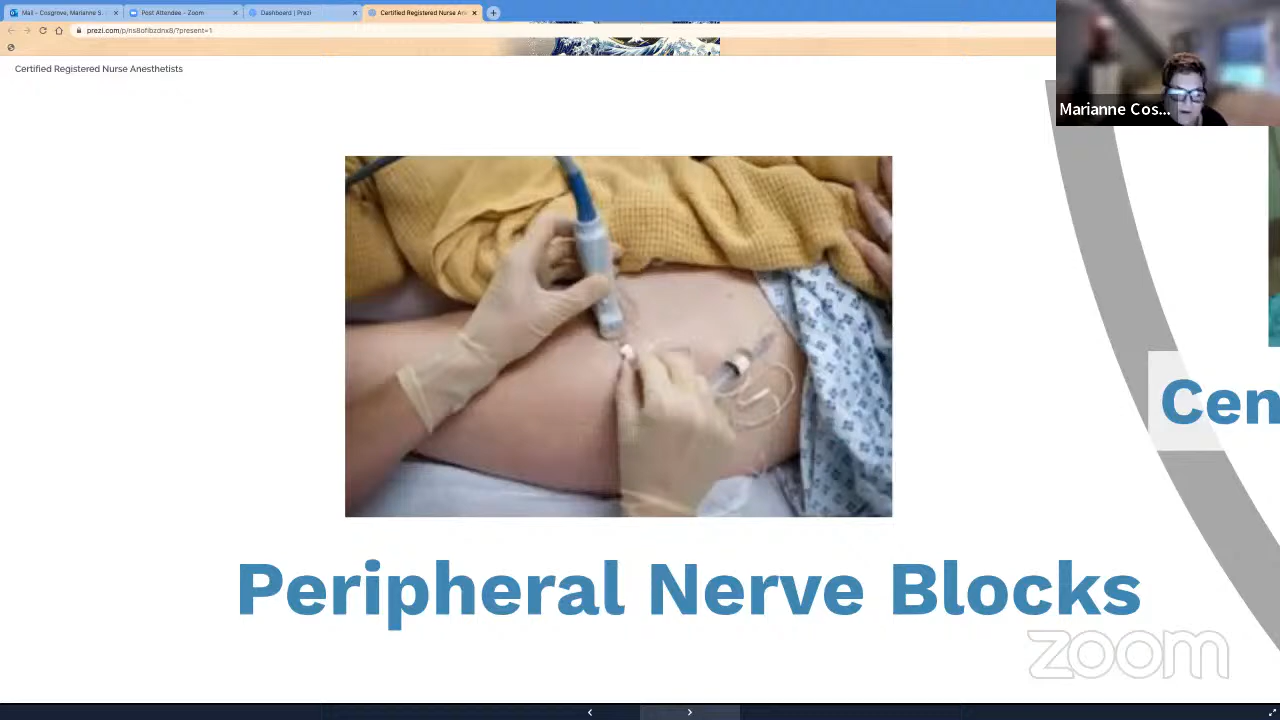 Mail - Cosgrove, Marianne S.
Post Attendee - Zoom
Dashboard | Prezi
Certified Registered Nurse An
prezi.com/p/ns8ofibzdnx8/?present=1
Certified Registered Nurse Anesthetists
Marianne Cos...
Cen
Peripheral Nerve Blocks
zoom